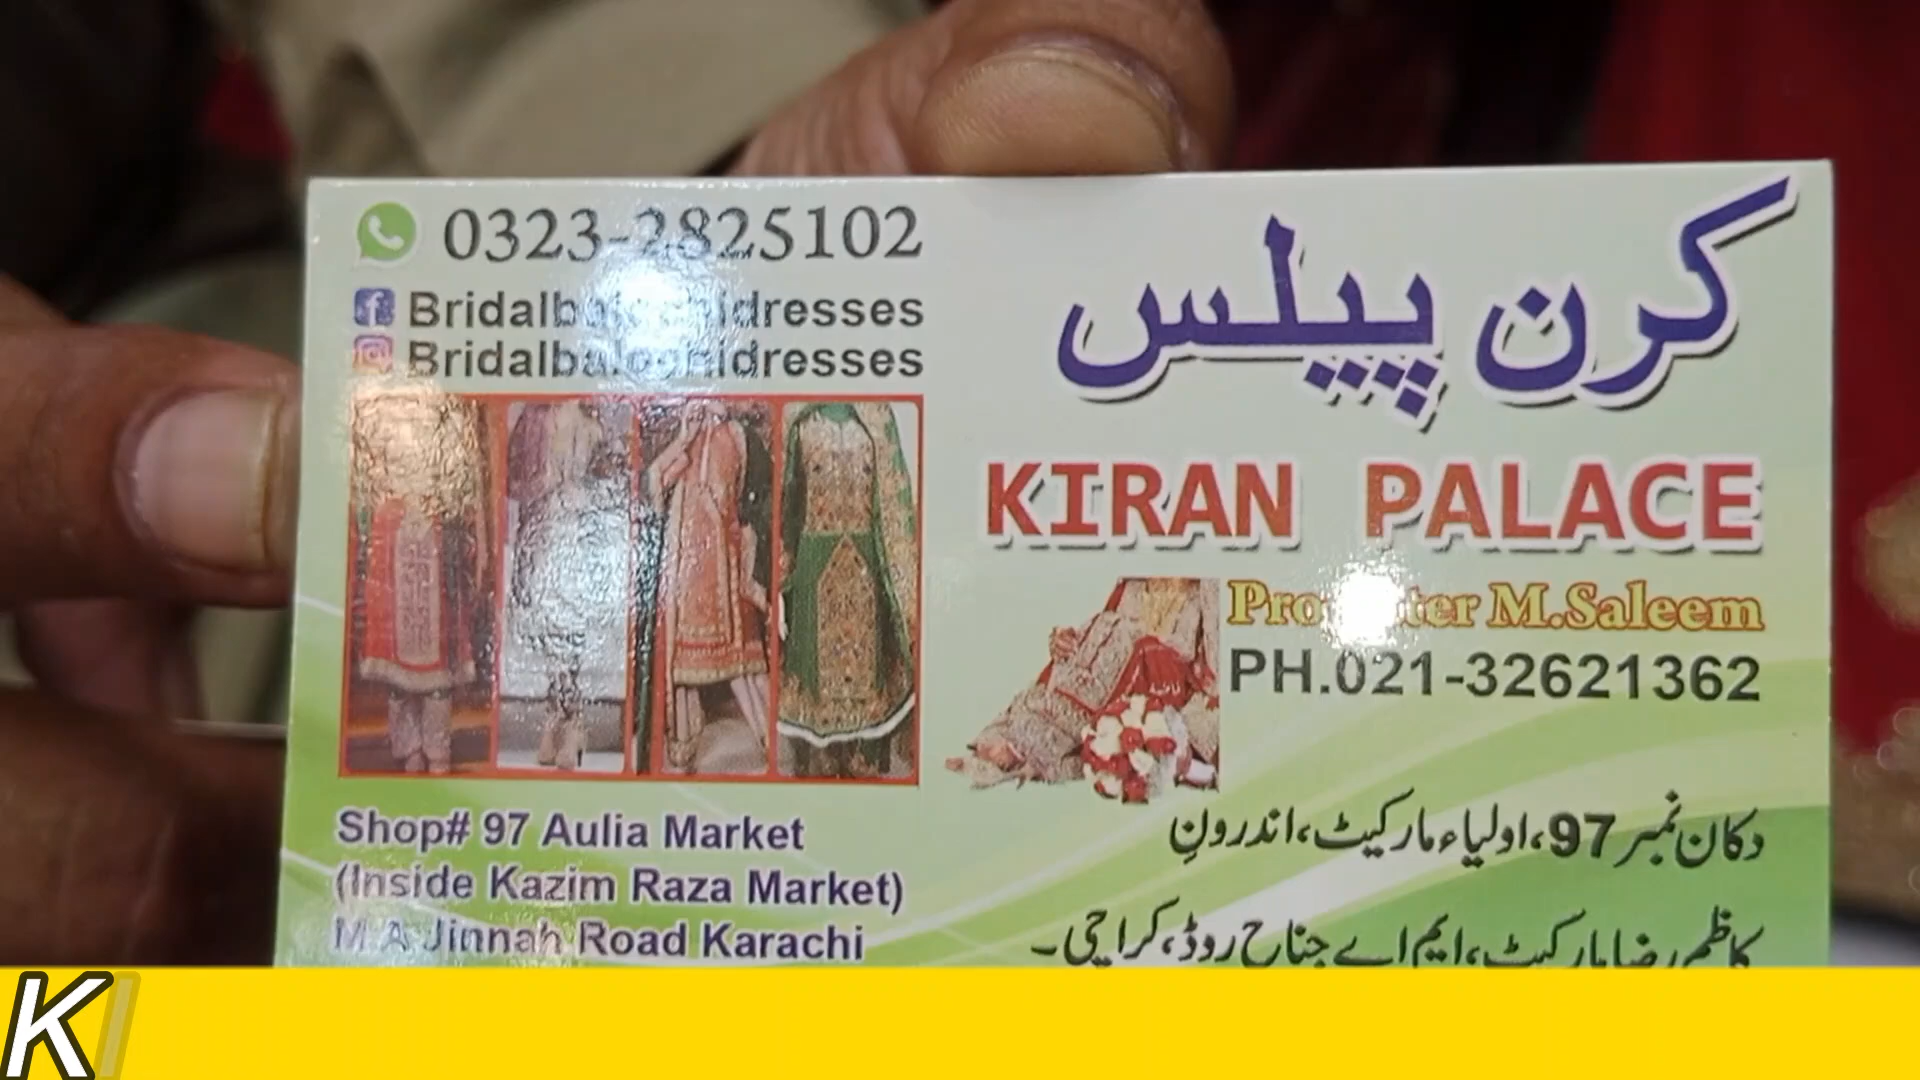 0323-2825102
Bridalbalochidresses
Bridalbalochidresses
کرن پیلس
KIRAN PALACE
M.Saleem
PH.021-32621362
Shop# 97 Aulia Market
(Inside Kazim Raza Market)
M.A Jinnah Road Karachi
دکان نمبر 97، اولیاء مارکیٹ، اندرونِ
کاظم رضا مارکیٹ، ایم اے جناح روڈ، کراچی۔
K